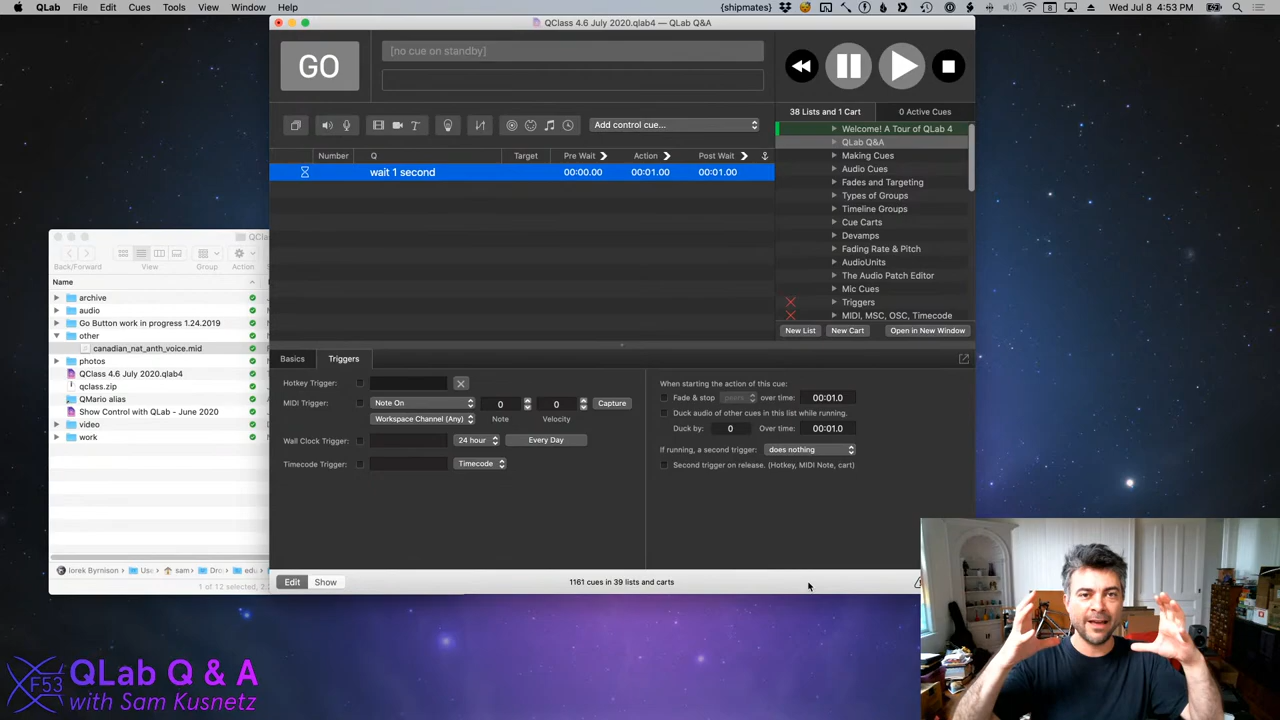 QLab File Edit Cues Tools View Window Help
(shipmates) Wed Jul 8 4:53 PM
QClass 4.6 July 2020.qlab4 — QLab Q&A
GO
[no cue on standby]
38 Lists and 1 Cart
0 Active Cues
Add control cue...
Number Q Target Pre Wait Action Post Wait
wait 1 second 00:00.00 00:01.00 00:01.00
Welcome! A Tour of QLab 4
QLab Q&A
Making Cues
Audio Cues
Fades and Targeting
Types of Groups
Timeline Groups
Cue Carts
Devamps
Fading Rate & Pitch
AudioUnits
The Audio Patch Editor
Mic Cues
Triggers
MIDI, MSC, OSC, Timecode
New List New Cart Open in New Window
Back/Forward View Group Action
Name
archive
audio
Go Button work in progress 1.24.2019
other
canadian_nat_anth_voice.mid
photos
QClass 4.6 July 2020.qlab4
qclass.zip
QMario alias
Show Control with QLab - June 2020
video
work
Iorek Byrnison
sam
1 of 12 selected,
Basics Triggers
Hotkey Trigger:
MIDI Trigger: Note On 0 0 Capture
Workspace Channel (Any) Note Velocity
Wall Clock Trigger: 24 hour Every Day
Timecode Trigger: Timecode
When starting the action of this cue:
Fade & stop peers over time: 00:01.0
Duck audio of other cues in this list while running.
Duck by: 0 Over time: 00:01.0
If running, a second trigger: does nothing
Second trigger on release. (Hotkey, MIDI Note, cart)
Edit Show
1161 cues in 39 lists and carts
F53
QLab Q & A
with Sam Kusnetz